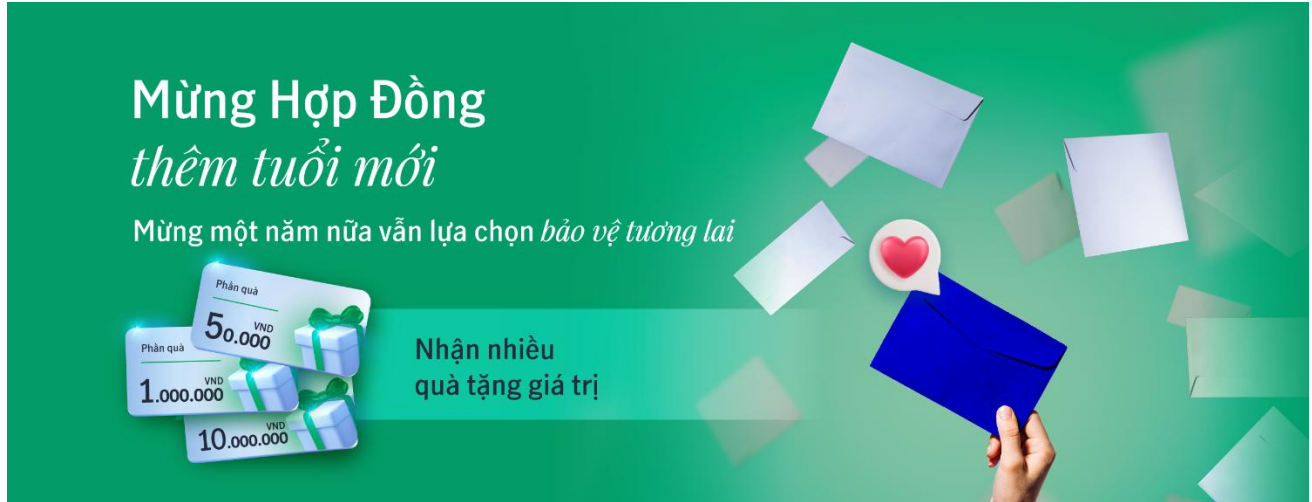 Mừng Hợp Đồng
thêm tuổi mới
Mừng một năm nữa vẫn lựa chọn bảo vệ tương lai
Phần quà
50.000 VND
Phần quà
1.000.000 VND
10.000.000 VND
Nhận nhiều
quà tặng giá trị